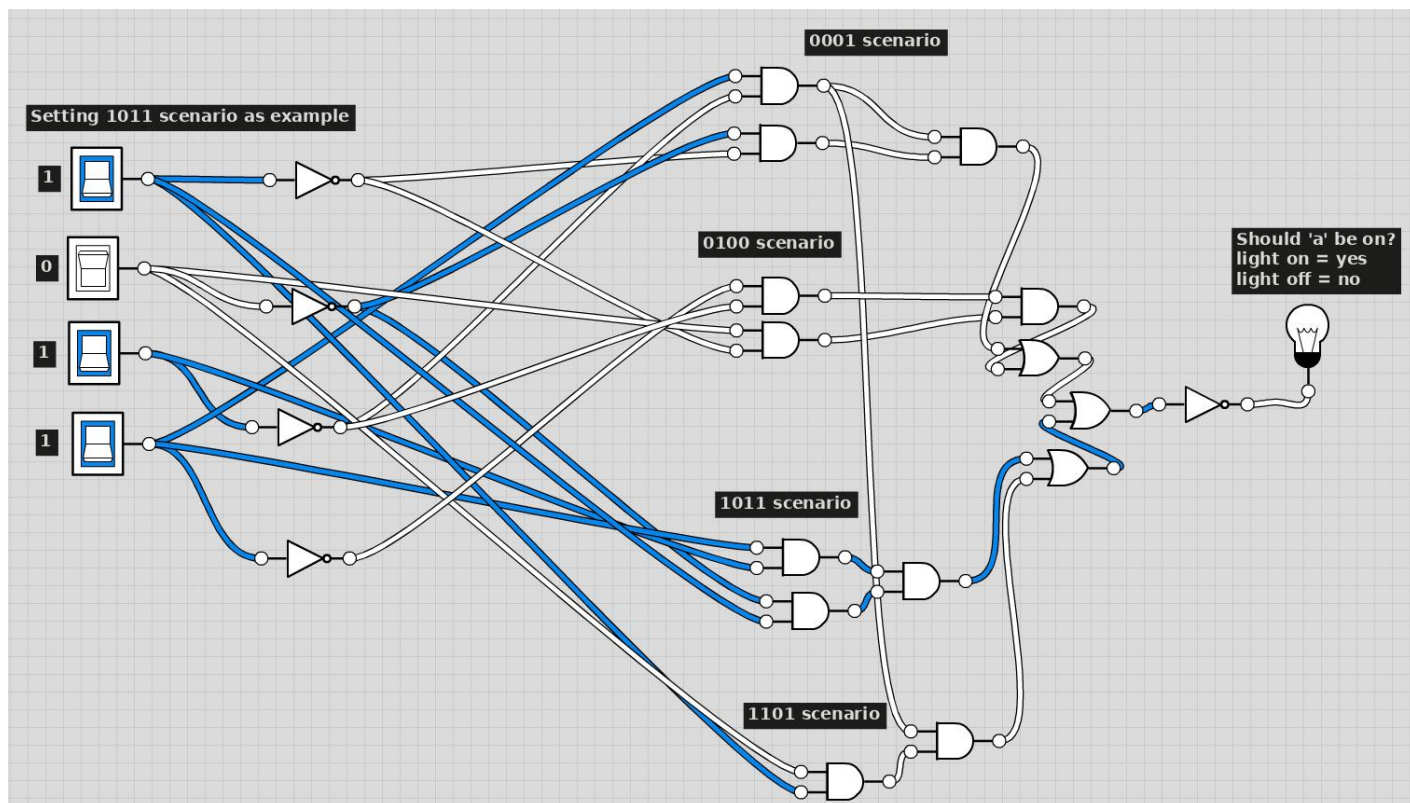 0001 scenario
Setting 1011 scenario as example
1
0
1
1
0100 scenario
Should 'a' be on?
light on = yes
light off = no
1011 scenario
1101 scenario